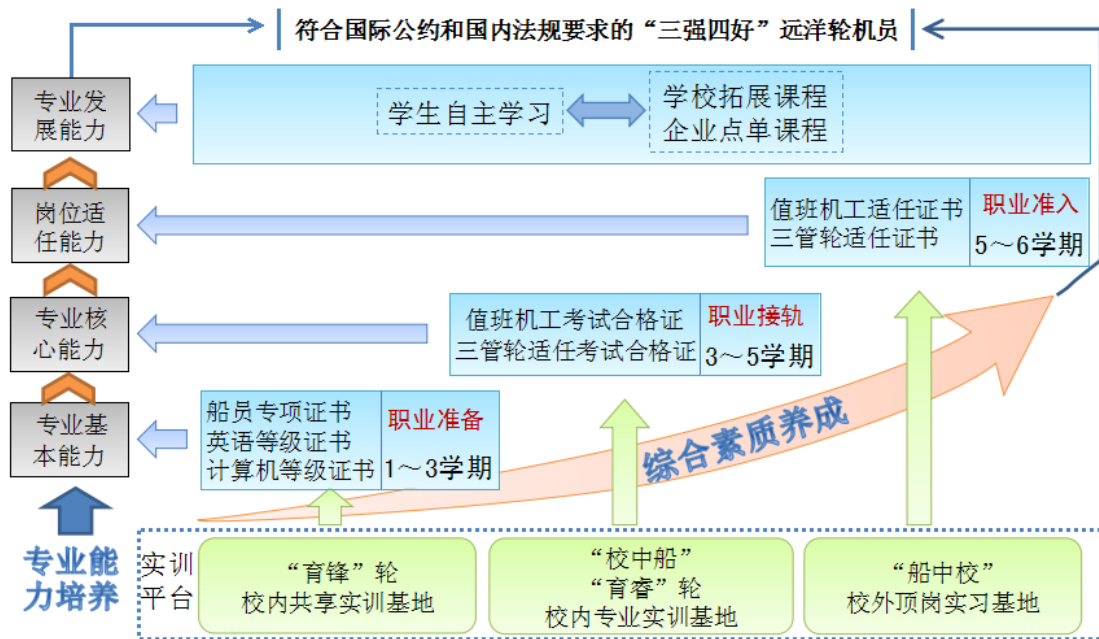 符合国际公约和国内法规要求的“三强四好”远洋轮机员
专业发
展能力
学生自主学习
学校拓展课程
企业点单课程
岗位适
任能力
值班机工适任证书
三管轮适任证书
职业准入
5～6学期
专业核
心能力
值班机工考试合格证
三管轮适任考试合格证
职业接轨
3～5学期
专业基
本能力
船员专项证书
英语等级证书
计算机等级证书
职业准备
1～3学期
综合素质养成
专业能
力培养
实训
平台
“育锋”轮
校内共享实训基地
“校中船”
“育睿”轮
校内专业实训基地
“船中校”
校外顶岗实习基地